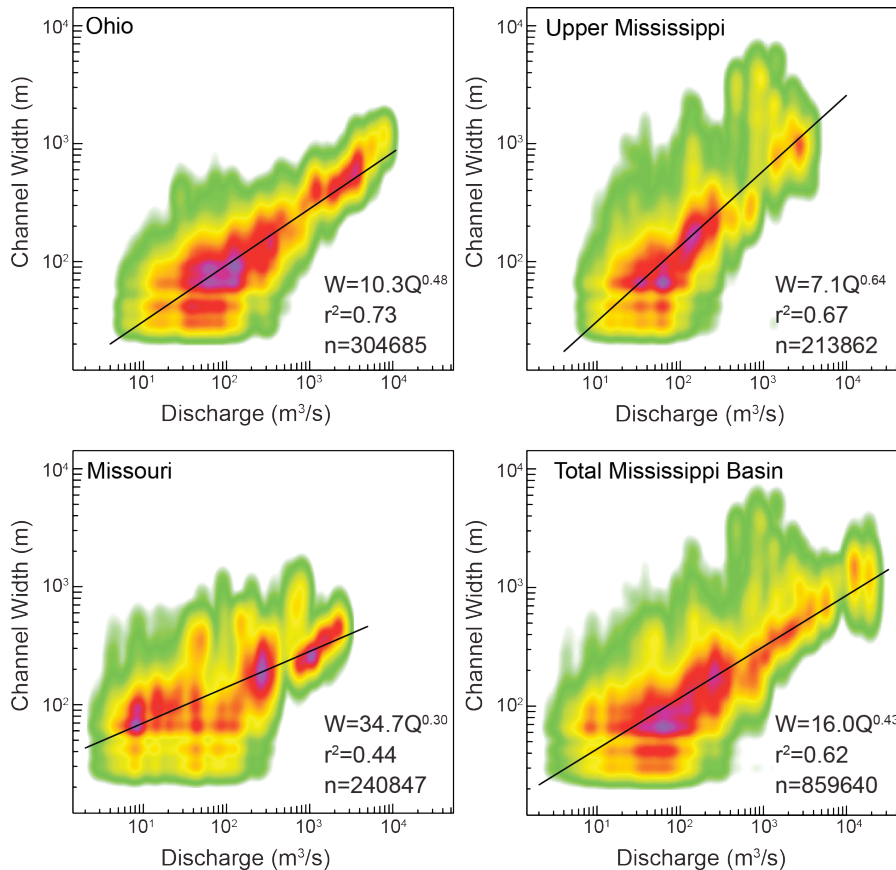 Ohio
10⁴
10³
10²
Channel Width (m)
W=10.3Q^0.48
r²=0.73
n=304685
10¹ 10² 10³ 10⁴
Discharge (m³/s)
Upper Mississippi
10⁴
10³
10²
Channel Width (m)
W=7.1Q^0.64
r²=0.67
n=213862
10¹ 10² 10³ 10⁴
Discharge (m³/s)
Missouri
10⁴
10³
10²
Channel Width (m)
W=34.7Q^0.30
r²=0.44
n=240847
10¹ 10² 10³ 10⁴
Discharge (m³/s)
Total Mississippi Basin
10⁴
10³
10²
Channel Width (m)
W=16.0Q^0.43
r²=0.62
n=859640
10¹ 10² 10³ 10⁴
Discharge (m³/s)